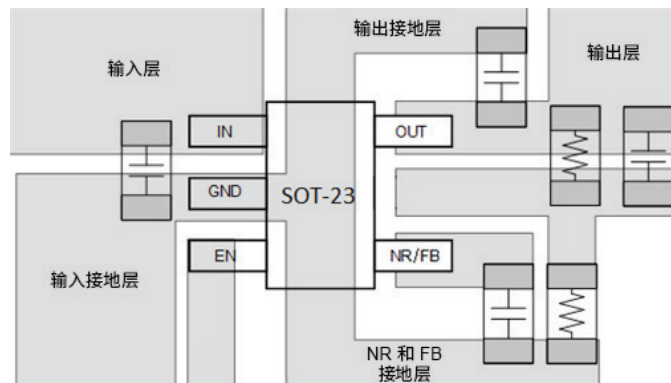 输出接地层
输入层
输出层
IN
OUT
GND
SOT-23
EN
NR/FB
输入接地层
NR 和 FB
接地层